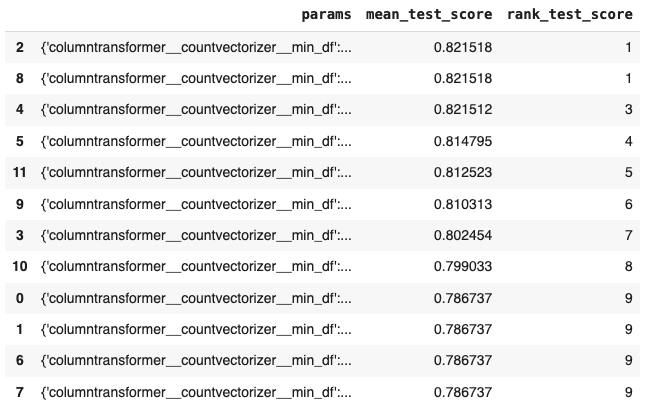 params mean_test_score rank_test_score
2 {'columntransformer__countvectorizer__min_df':... 0.821518 1
8 {'columntransformer__countvectorizer__min_df':... 0.821518 1
4 {'columntransformer__countvectorizer__min_df':... 0.821512 3
5 {'columntransformer__countvectorizer__min_df':... 0.814795 4
11 {'columntransformer__countvectorizer__min_df':... 0.812523 5
9 {'columntransformer__countvectorizer__min_df':... 0.810313 6
3 {'columntransformer__countvectorizer__min_df':... 0.802454 7
10 {'columntransformer__countvectorizer__min_df':... 0.799033 8
0 {'columntransformer__countvectorizer__min_df':... 0.786737 9
1 {'columntransformer__countvectorizer__min_df':... 0.786737 9
6 {'columntransformer__countvectorizer__min_df':... 0.786737 9
7 {'columntransformer__countvectorizer__min_df':... 0.786737 9